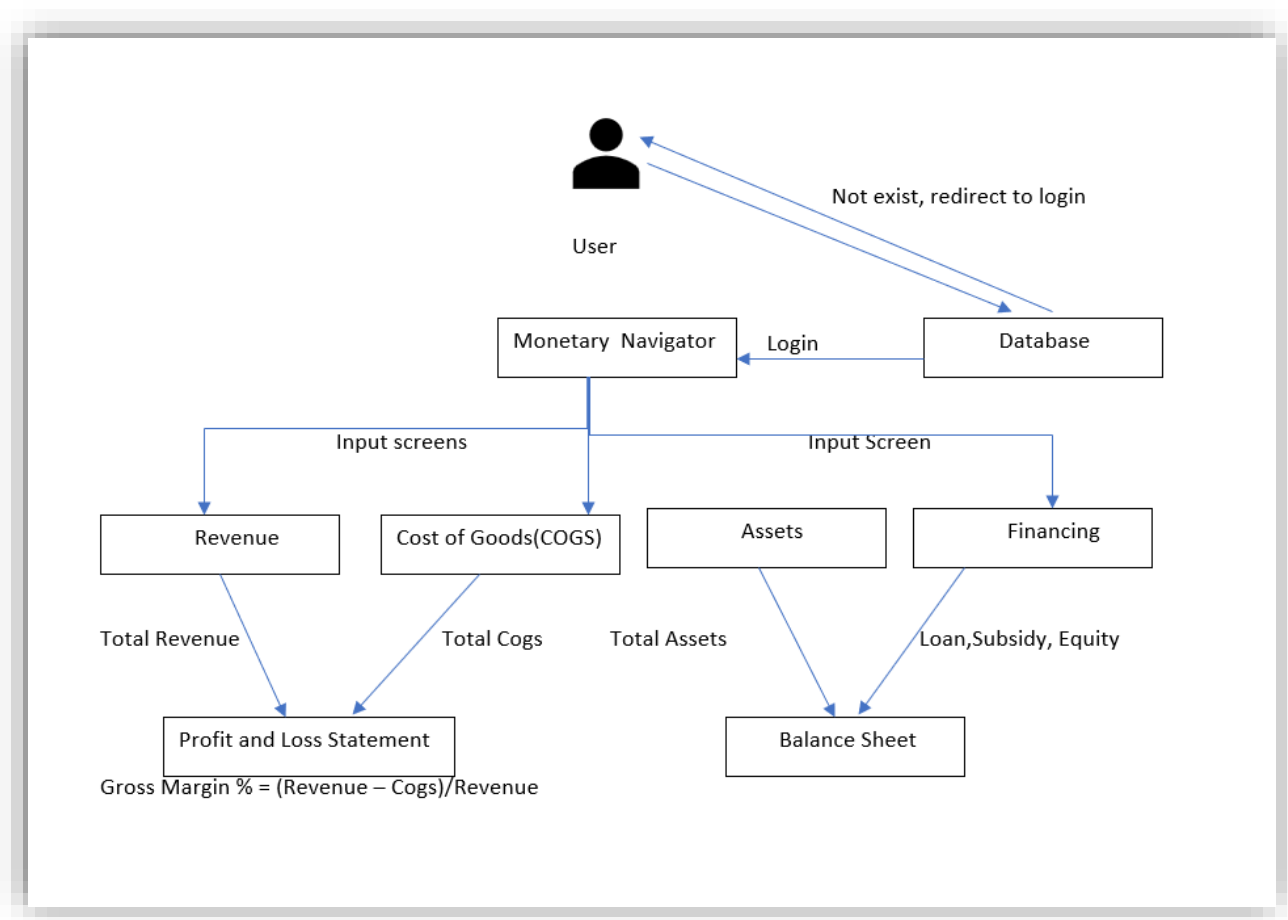 Not exist, redirect to login
User
Monetary  Navigator
Login
Database
Input screens
Input Screen
Revenue
Cost of Goods(COGS)
Assets
Financing
Total Revenue
Total Cogs
Total Assets
Loan,Subsidy, Equity
Profit and Loss Statement
Balance Sheet
Gross Margin % = (Revenue – Cogs)/Revenue